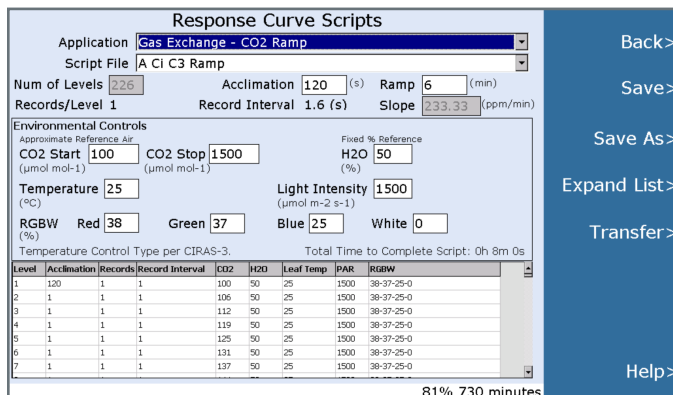 Response Curve Scripts
Application Gas Exchange - CO2 Ramp
Script File A Ci C3 Ramp
Num of Levels 226 Acclimation 120 (s) Ramp 6 (min)
Records/Level 1 Record Interval 1.6 (s) Slope 233.33 (ppm/min)
Environmental Controls
Approximate Reference Air Fixed % Reference
CO2 Start 100 CO2 Stop 1500 H2O 50
(µmol mol-1) (µmol mol-1) (%)
Temperature 25 Light Intensity 1500
(°C) (µmol m-2 s-1)
RGBW Red 38 Green 37 Blue 25 White 0
(%)
Temperature Control Type per CIRAS-3. Total Time to Complete Script: 0h 8m 0s
Level Acclimation Records Record Interval CO2 H2O Leaf Temp PAR RGBW
1 120 1 1 100 50 25 1500 38-37-25-0
2 1 1 1 106 50 25 1500 38-37-25-0
3 1 1 1 112 50 25 1500 38-37-25-0
4 1 1 1 119 50 25 1500 38-37-25-0
5 1 1 1 125 50 25 1500 38-37-25-0
6 1 1 1 131 50 25 1500 38-37-25-0
7 1 1 1 137 50 25 1500 38-37-25-0
81% 730 minutes
Back>
Save>
Save As>
Expand List>
Transfer>
Help>